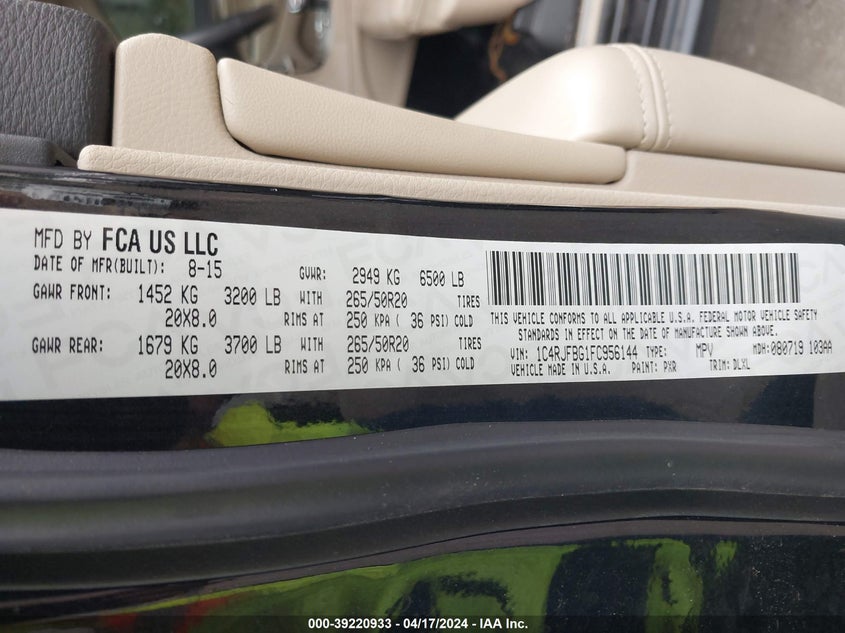 MFD BY FCA US LLC
DATE OF MFR(BUILT): 8-15 GVWR: 2949 KG 6500 LB
GAWR FRONT: 1452 KG 3200 LB WITH 265/50R20 TIRES
20X8.0 RIMS AT 250 KPA ( 36 PSI) COLD
GAWR REAR: 1679 KG 3700 LB WITH 265/50R20 TIRES
20X8.0 RIMS AT 250 KPA ( 36 PSI) COLD
THIS VEHICLE CONFORMS TO ALL APPLICABLE U.S.A. FEDERAL MOTOR VEHICLE SAFETY
STANDARDS IN EFFECT ON THE DATE OF MANUFACTURE SHOWN ABOVE.
VIN: 1C4RJFBG1FC956144 TYPE: MPV MDH: 080719 103AA
VEHICLE MADE IN U.S.A. PAINT: PXR TRIM: DLXL
000-39220933 - 04/17/2024 - IAA Inc.